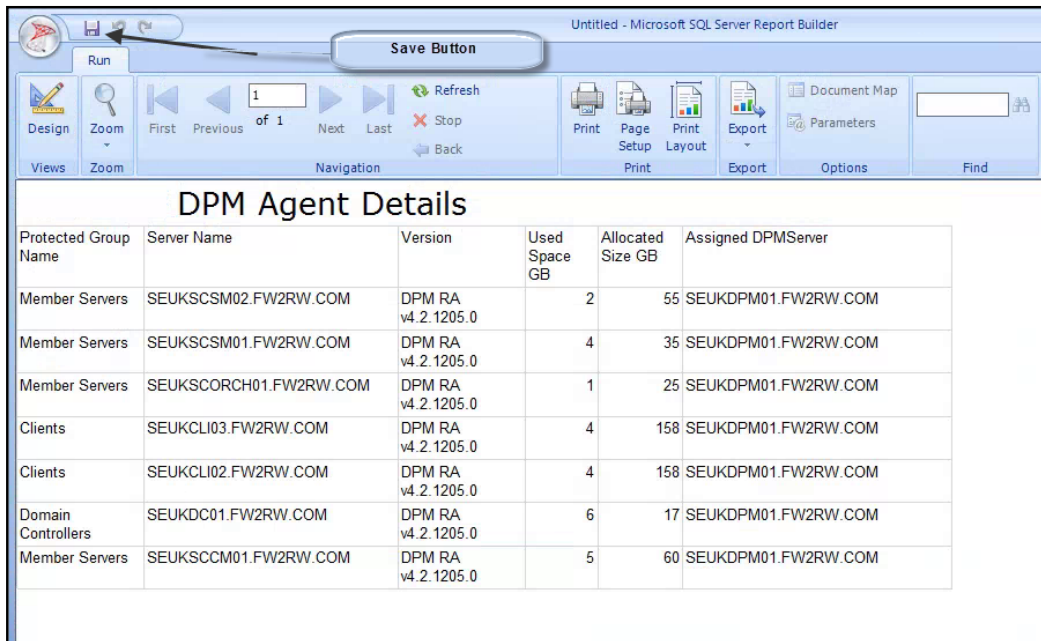 Untitled - Microsoft SQL Server Report Builder
Save Button
Run
Design
Zoom
First
Previous
1
of 1
Next
Last
Refresh
Stop
Back
Print
Page Setup
Print Layout
Export
Document Map
Parameters
Views
Zoom
Navigation
Print
Export
Options
Find
DPM Agent Details
Protected Group Name Server Name Version Used Space GB Allocated Size GB Assigned DPMServer
Member Servers SEUKSCSM02.FW2RW.COM DPM RA v4.2.1205.0 2 55 SEUKDPM01.FW2RW.COM
Member Servers SEUKSCSM01.FW2RW.COM DPM RA v4.2.1205.0 4 35 SEUKDPM01.FW2RW.COM
Member Servers SEUKSCORCH01.FW2RW.COM DPM RA v4.2.1205.0 1 25 SEUKDPM01.FW2RW.COM
Clients SEUKCLI03.FW2RW.COM DPM RA v4.2.1205.0 4 158 SEUKDPM01.FW2RW.COM
Clients SEUKCLI02.FW2RW.COM DPM RA v4.2.1205.0 4 158 SEUKDPM01.FW2RW.COM
Domain Controllers SEUKDC01.FW2RW.COM DPM RA v4.2.1205.0 6 17 SEUKDPM01.FW2RW.COM
Member Servers SEUKSCCM01.FW2RW.COM DPM RA v4.2.1205.0 5 60 SEUKDPM01.FW2RW.COM